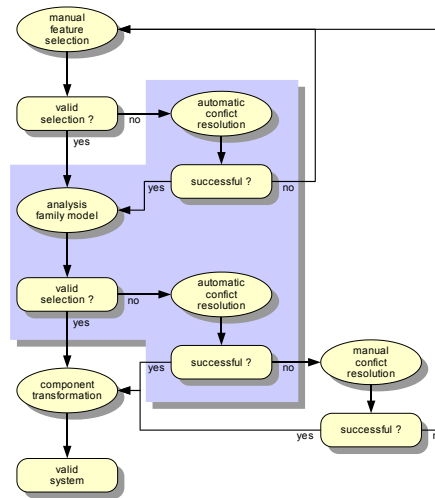 manual
feature
selection
valid
selection ?
no
automatic
confict
resolution
yes
successful ?
yes
no
analysis
family model
valid
selection ?
no
automatic
confict
resolution
yes
successful ?
yes
no
manual
confict
resolution
component
transformation
successful ?
yes
valid
system